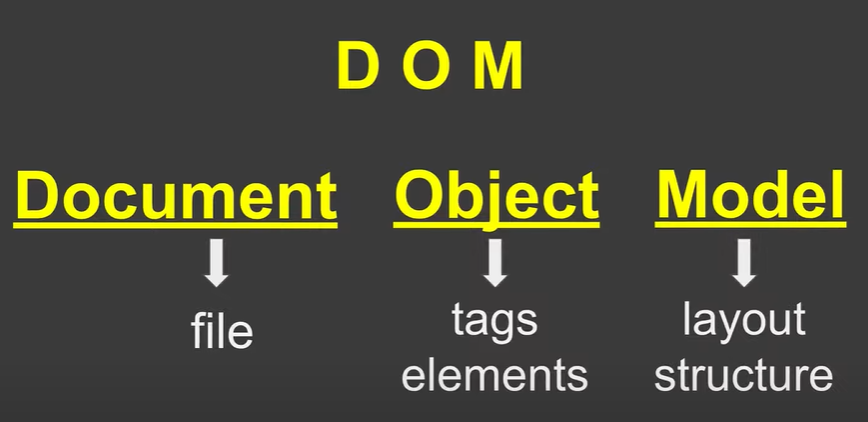 D O M
Document Object Model
file
tags
elements
layout
structure